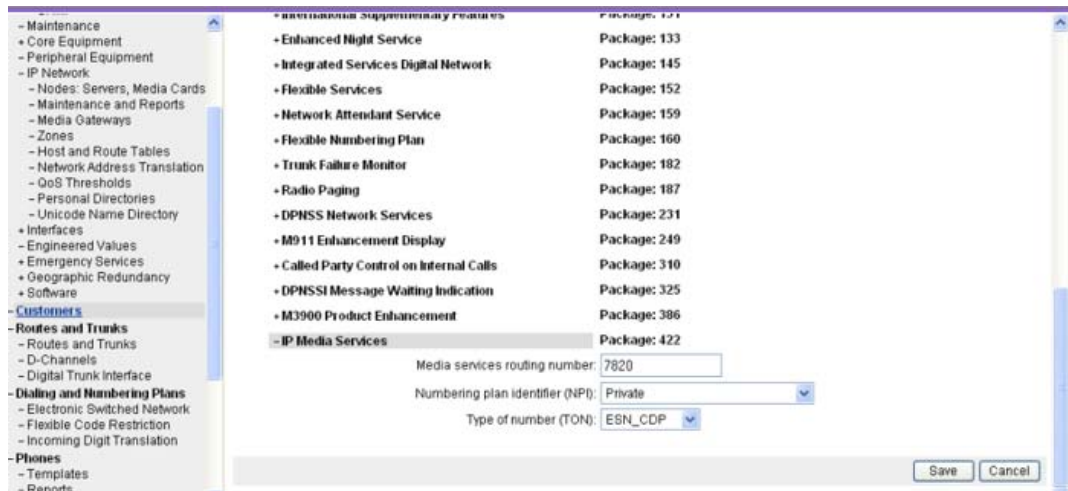 - Maintenance
+ Core Equipment
- Peripheral Equipment
- IP Network
- Nodes: Servers, Media Cards
- Maintenance and Reports
- Media Gateways
- Zones
- Host and Route Tables
- Network Address Translation
- QoS Thresholds
- Personal Directories
- Unicode Name Directory
+ Interfaces
- Engineered Values
+ Emergency Services
+ Geographic Redundancy
+ Software
- Customers
- Routes and Trunks
- Routes and Trunks
- D-Channels
- Digital Trunk Interface
- Dialing and Numbering Plans
- Electronic Switched Network
- Flexible Code Restriction
- Incoming Digit Translation
- Phones
- Templates
- Reports
+ International Supplementary Features Package: 131
+ Enhanced Night Service Package: 133
+ Integrated Services Digital Network Package: 145
+ Flexible Services Package: 152
+ Network Attendant Service Package: 159
+ Flexible Numbering Plan Package: 160
+ Trunk Failure Monitor Package: 182
+ Radio Paging Package: 187
+ DPNSS Network Services Package: 231
+ M911 Enhancement Display Package: 249
+ Called Party Control on Internal Calls Package: 310
+ DPNSSI Message Waiting Indication Package: 325
+ M3900 Product Enhancement Package: 386
- IP Media Services Package: 422
Media services routing number: 7820
Numbering plan identifier (NPI): Private
Type of number (TON): ESN_CDP
Save Cancel